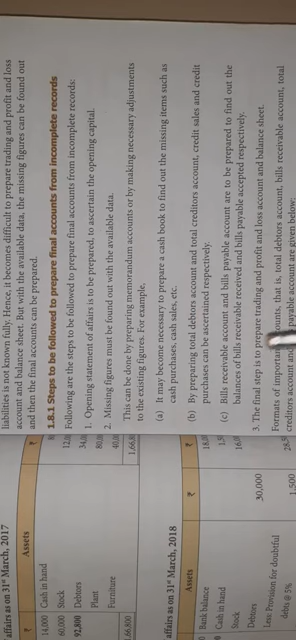 liabilities is not known fully. Hence, it becomes difficult to prepare trading and profit and loss
account and balance sheet. But with the available data, the missing figures can be found out
and then the final accounts can be prepared.
1.8.1 Steps to be followed to prepare final accounts from incomplete records
Following are the steps to be followed to prepare final accounts from incomplete records:
1. Opening statement of affairs is to be prepared, to ascertain the opening capital.
2. Missing figures must be found out with the available data.
This can be done by preparing memorandum accounts or by making necessary adjustments
to the existing figures. For example,
(a) It may become necessary to prepare a cash book to find out the missing items such as
cash purchases, cash sales, etc.
(b) By preparing total debtors account and total creditors account, credit sales and credit
purchases can be ascertained respectively.
(c) Bills receivable account and bills payable account are to be prepared to find out the
balances of bills receivable received and bills payable accepted respectively.
3. The final step is to prepare trading and profit and loss account and balance sheet.
Formats of important accounts, that is, total debtors account, bills receivable account, total
creditors account and payable account are given below:
affairs as on 31st March, 2017
₹ Assets ₹
14,000 Cash in hand
60,000 Stock
92,800 Debtors
Plant
Furniture
1,66,800
affairs as on 31st March, 2018
Assets ₹ ₹
Bank balance
Cash in hand
Stock
Debtors 30,000
Less: Provision for doubtful
debts @ 5% 1,500